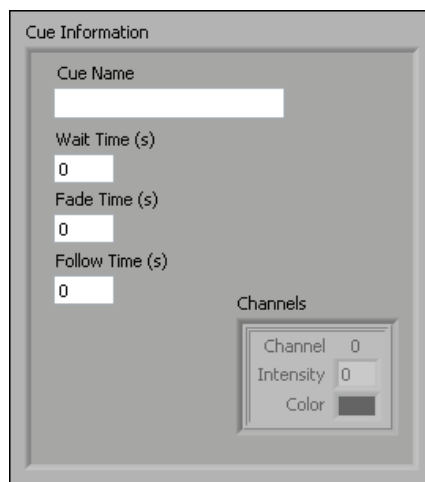 Cue Information
Cue Name
Wait Time (s)
0
Fade Time (s)
0
Follow Time (s)
0
Channels
Channel 0
Intensity 0
Color